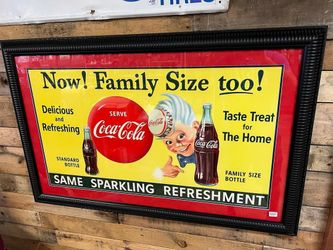 Now! Family Size too!
Delicious
and
Refreshing
SERVE
Coca-Cola
Taste Treat
for
The Home
STANDARD
BOTTLE
FAMILY SIZE
BOTTLE
SAME SPARKLING REFRESHMENT